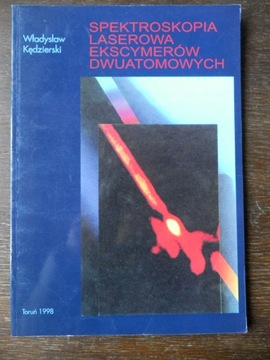 Władysław
Kędzierski
SPEKTROSKOPIA
LASEROWA
EKSCYMERÓW
DWUATOMOWYCH
Toruń 1998